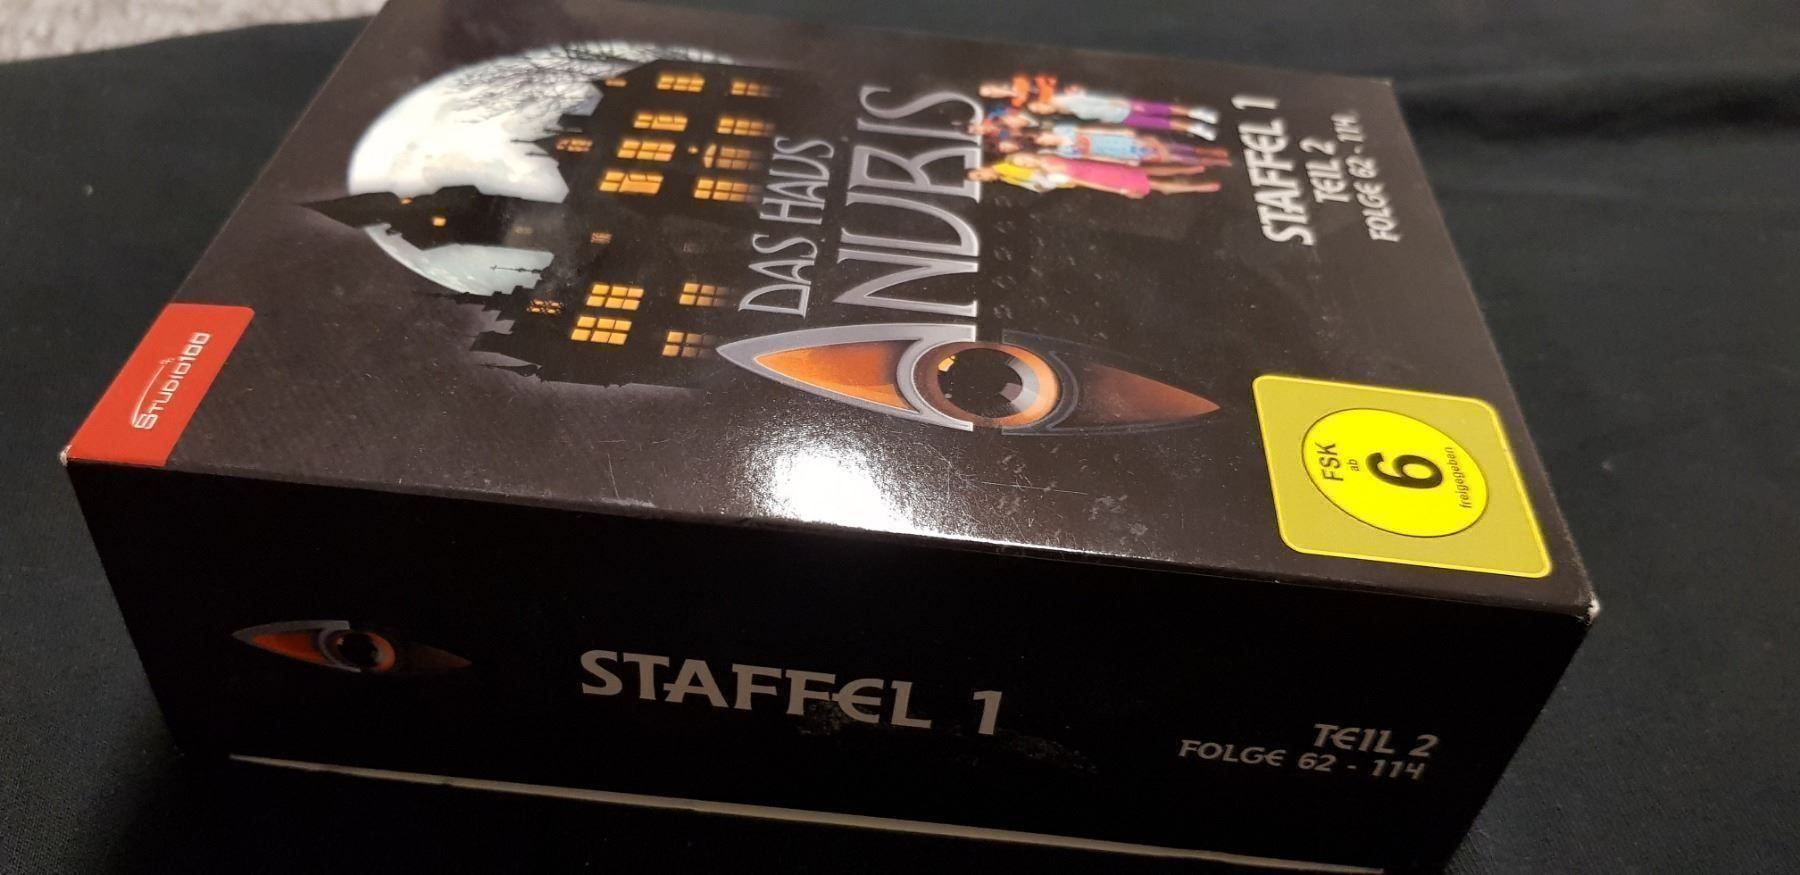 DAS HAUS
ANUBIS
STAFFEL 1
TEIL 2
FOLGE 62 - 114
STUDIO100
FSK
ab
6
freigegeben
STAFFEL 1
TEIL 2
FOLGE 62 - 114